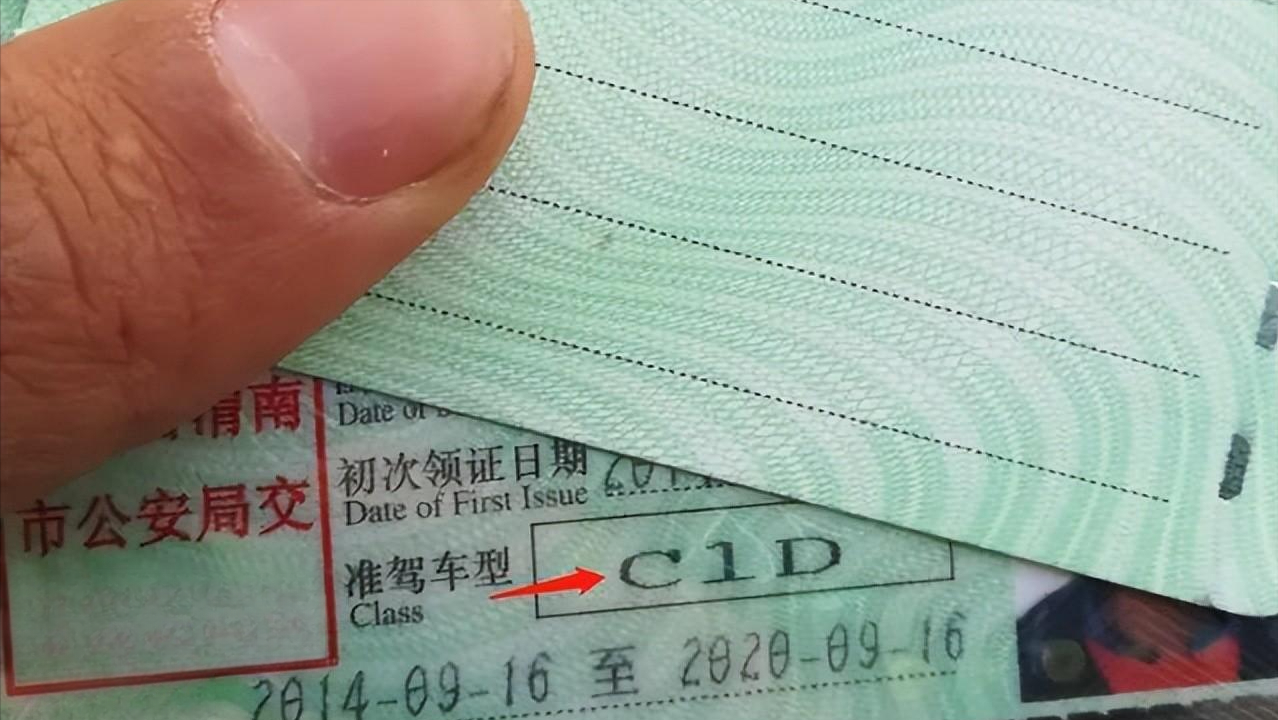 渭南
市公安局交
Date of
初次领证日期
Date of First Issue
准驾车型 C1D
Class
2014-09-16 至 2020-09-16